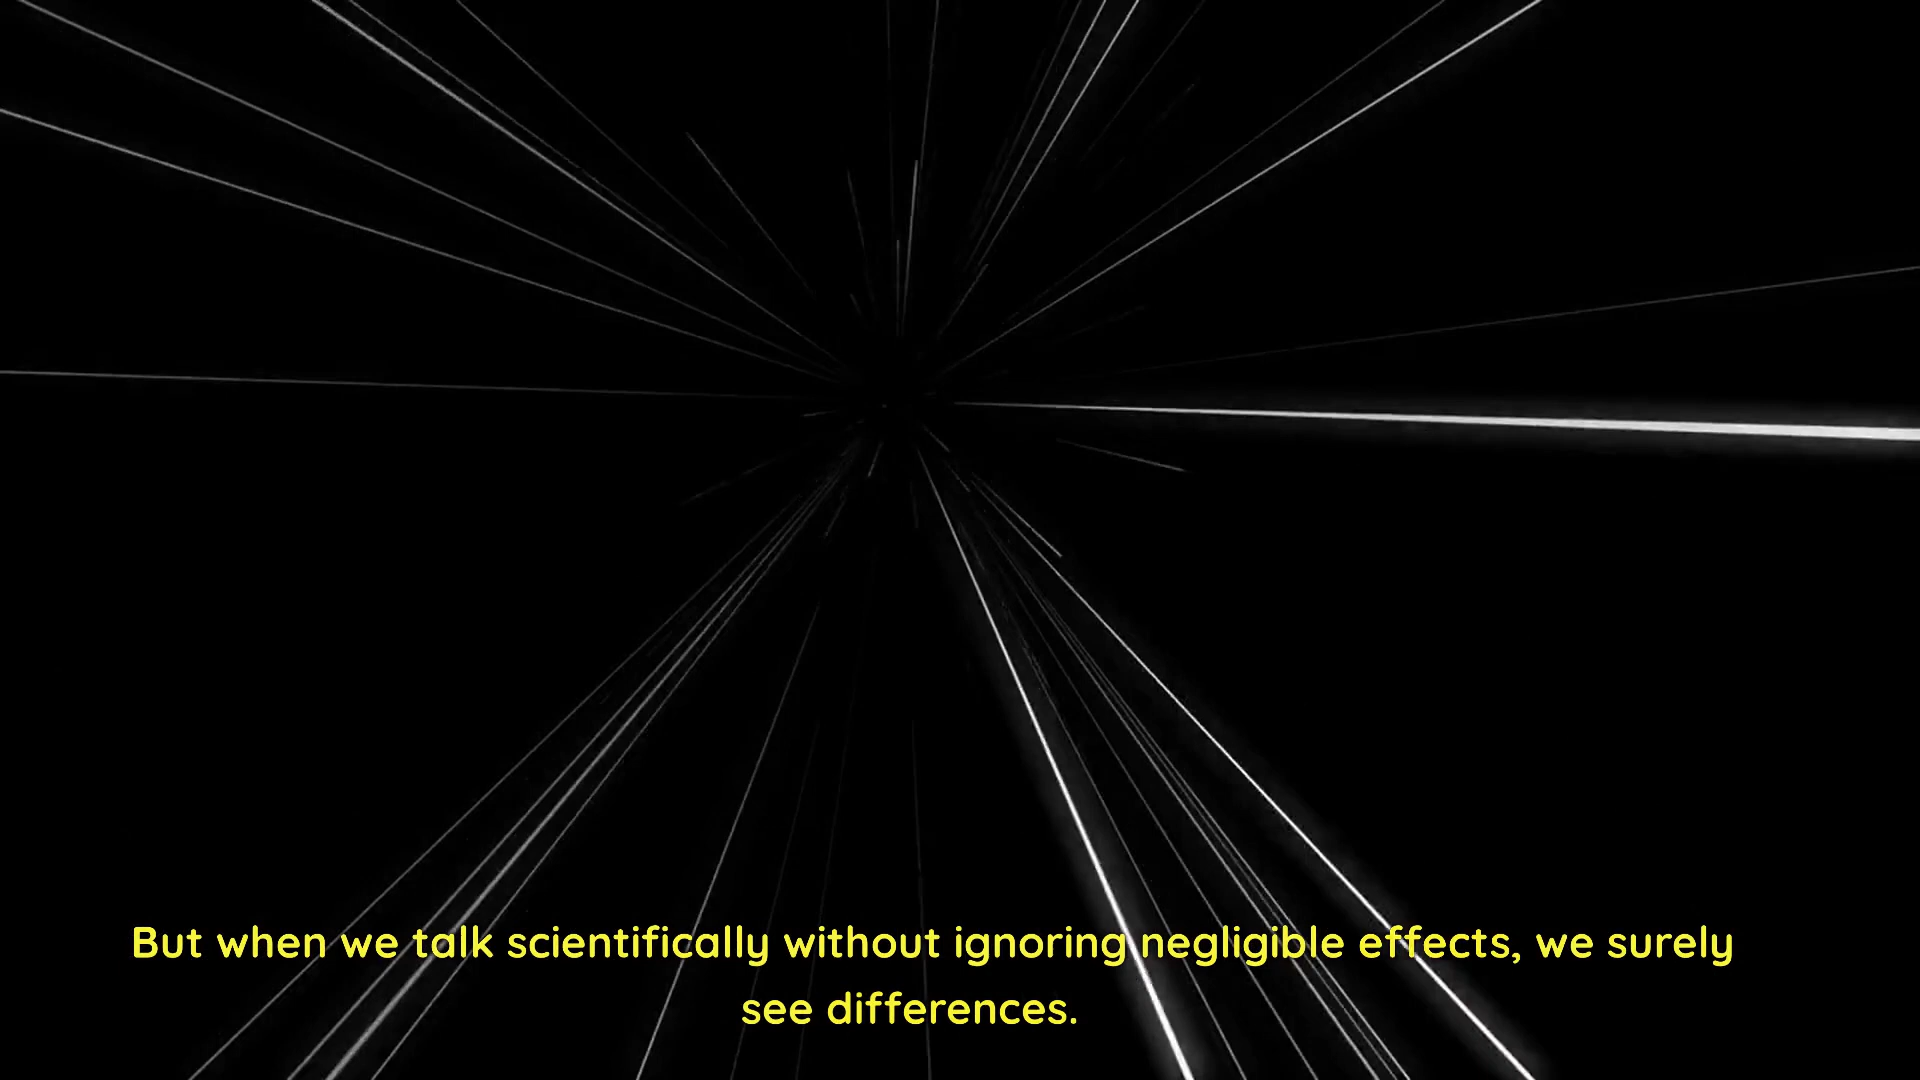 But when we talk scientifically without ignoring negligible effects, we surely
see differences.